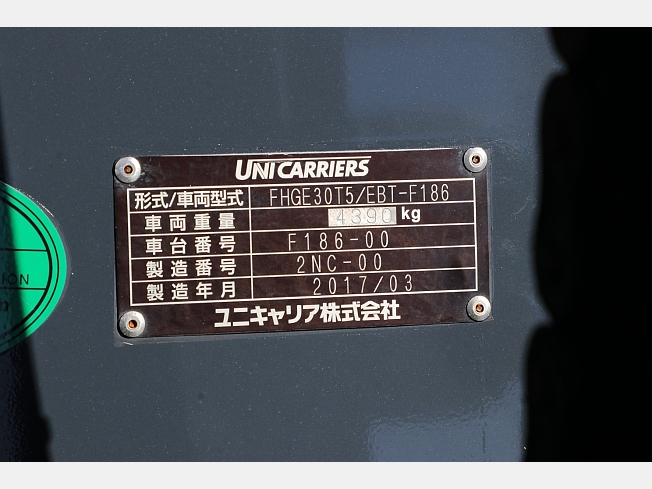 UNICARRIERS
形式/車両型式 FHGE30T5/EBT-F186
車両重量 4390 kg
車台番号 F186-00
製造番号 2NC-00
製造年月 2017/03
ユニキャリア株式会社
ION